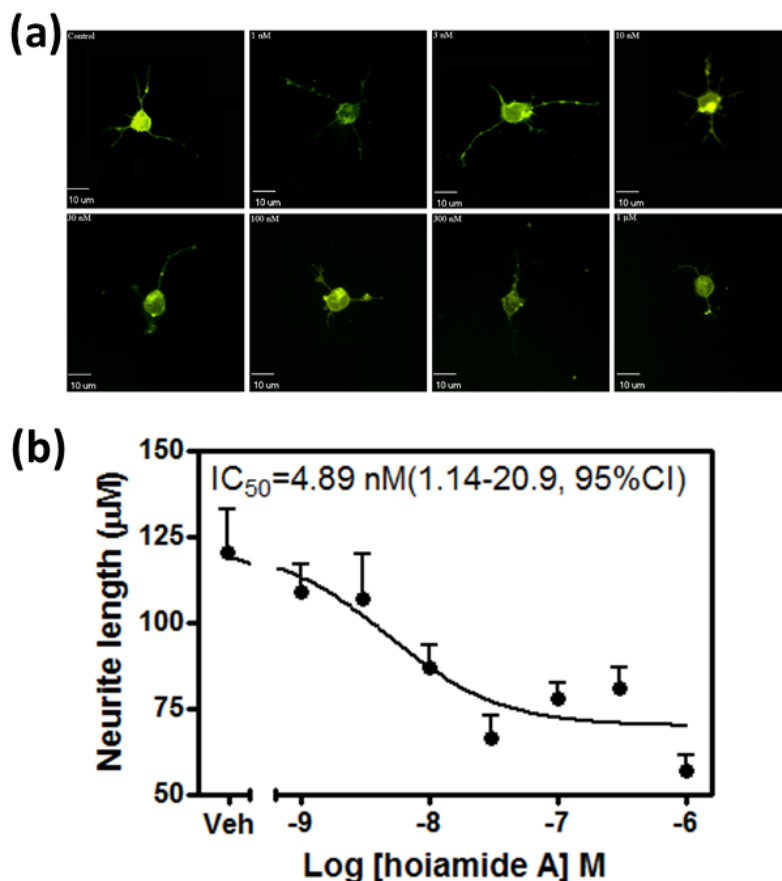 (a)
Control
1 nM
3 nM
10 nM
10 um
10 um
10 um
10 um
30 nM
100 nM
300 nM
1 µM
10 um
10 um
10 um
10 um
(b)
IC50=4.89 nM(1.14-20.9, 95%CI)
Neurite length (µM)
150
125
100
75
50
Veh
-9
-8
-7
-6
Log [hoiamide A] M